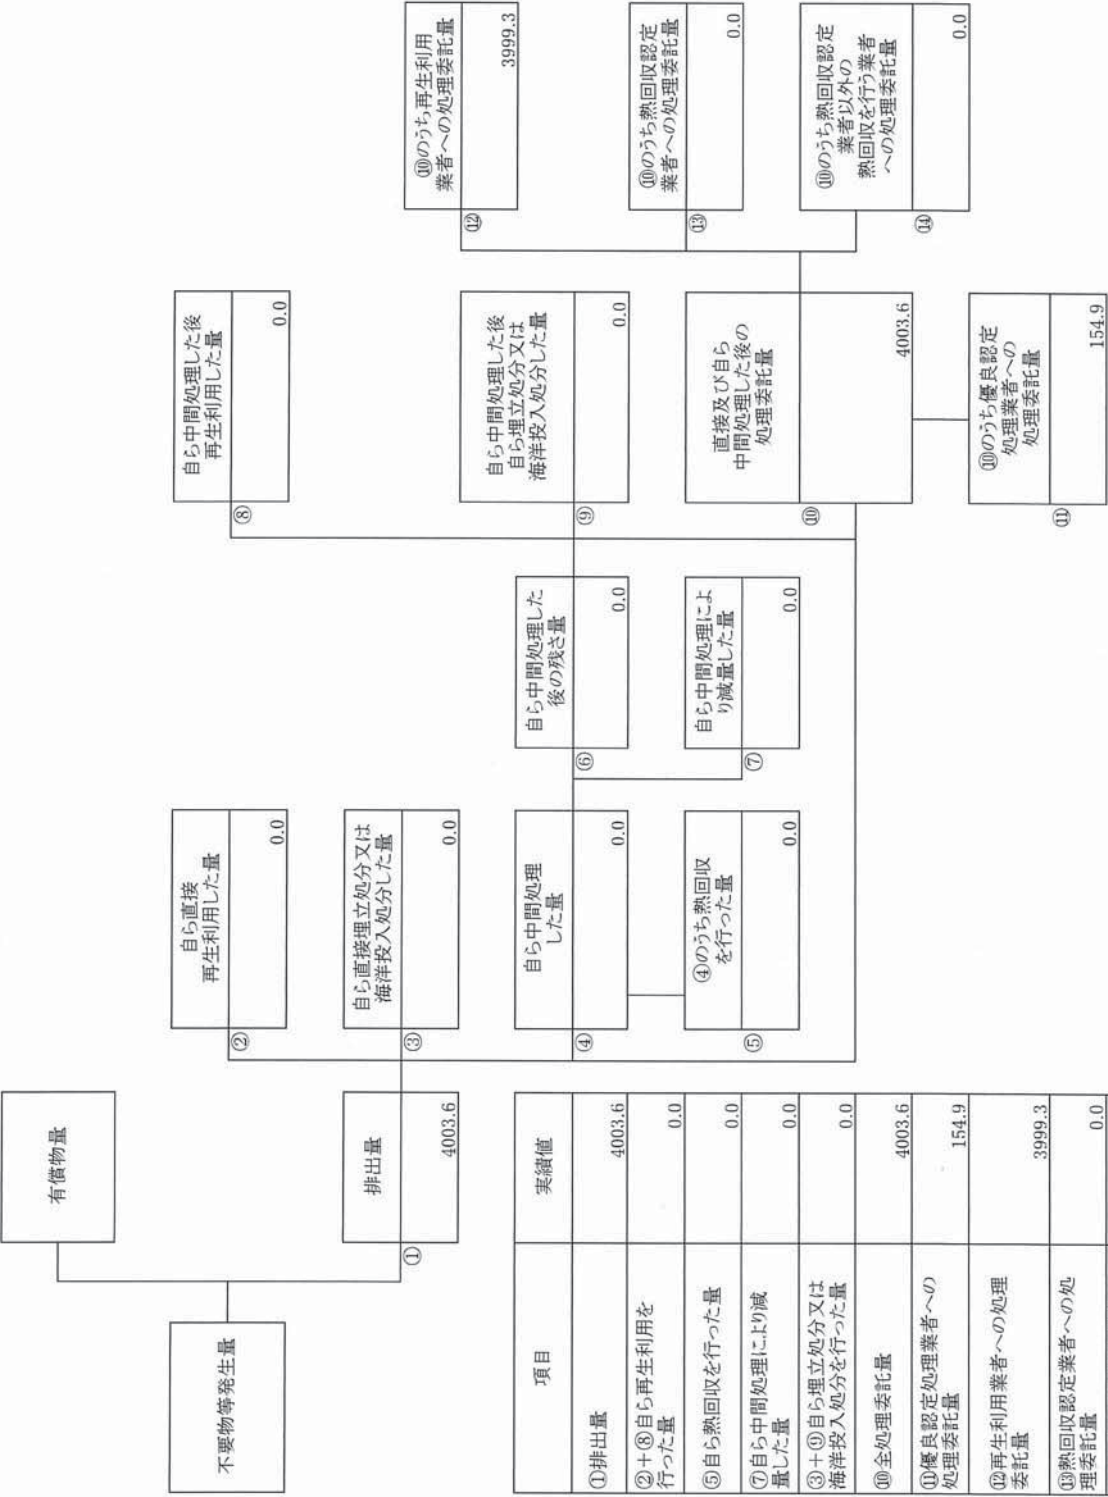 不要物等発生量
有償物量
排出量
①
4003.6
自ら直接
再生利用した量
②
0.0
自ら直接埋立処分又は
海洋投入処分した量
③
0.0
自ら中間処理
した量
④
0.0
④のうち熱回収
を行った量
⑤
0.0
自ら中間処理した
後の残さ量
⑥
0.0
自ら中間処理によ
り減量した量
⑦
0.0
自ら中間処理した後
再生利用した量
⑧
0.0
自ら中間処理した後
自ら埋立処分又は
海洋投入処分した量
⑨
0.0
直接及び自ら
中間処理した後の
処理委託量
⑩
4003.6
⑩のうち優良認定
処理業者への
処理委託量
⑪
154.9
⑩のうち再生利用
業者への処理委託量
⑫
3999.3
⑩のうち熱回収認定
業者への処理委託量
⑬
0.0
⑩のうち熱回収認定
業者以外の
熱回収を行う業者
への処理委託量
⑭
0.0
項目 実績値
①排出量 4003.6
②+⑧自ら再生利用を
行った量 0.0
⑤自ら熱回収を行った量 0.0
⑦自ら中間処理により減
量した量 0.0
③+⑨自ら埋立処分又は
海洋投入処分を行った量 0.0
⑩全処理委託量 4003.6
⑪優良認定処理業者への
処理委託量 154.9
⑫再生利用業者への処理
委託量 3999.3
⑬熱回収認定業者への処
理委託量 0.0